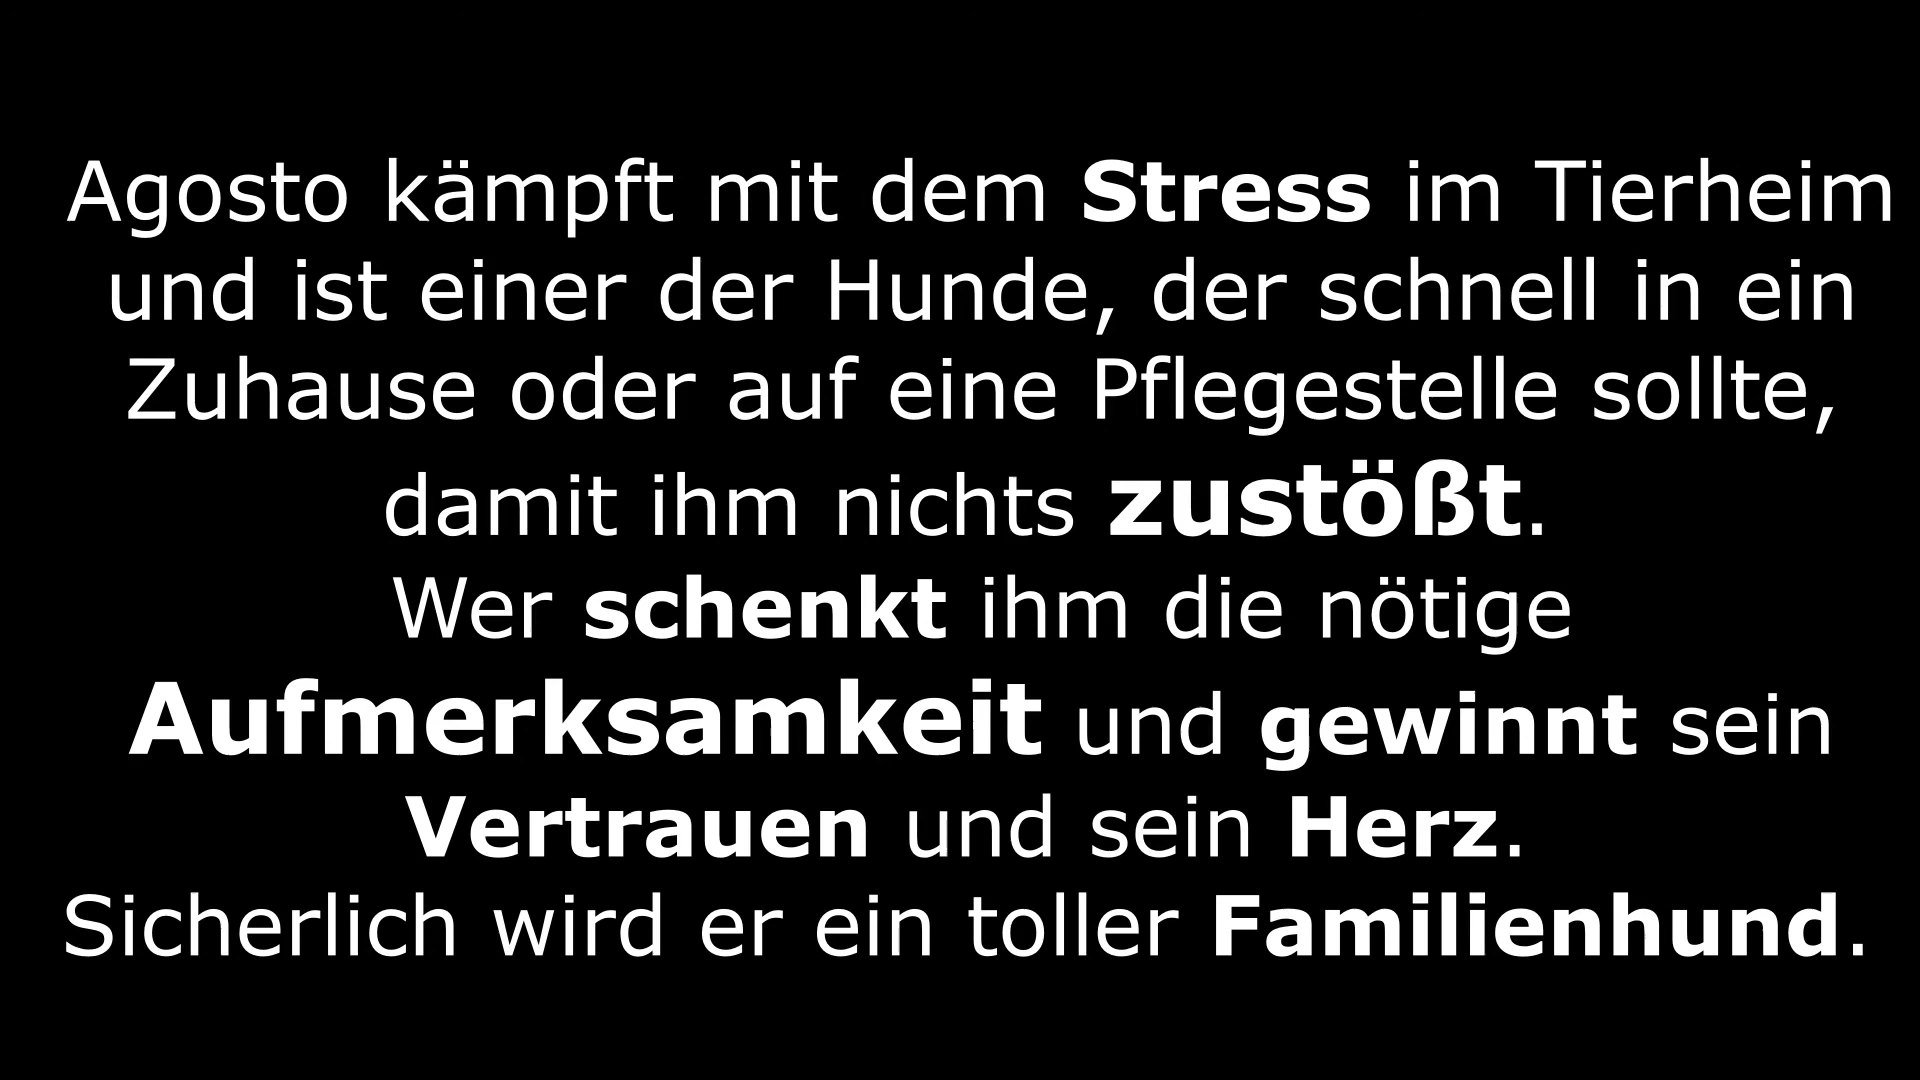 Agosto kämpft mit dem Stress im Tierheim
und ist einer der Hunde, der schnell in ein
Zuhause oder auf eine Pflegestelle sollte,
damit ihm nichts zustößt.
Wer schenkt ihm die nötige
Aufmerksamkeit und gewinnt sein
Vertrauen und sein Herz.
Sicherlich wird er ein toller Familienhund.